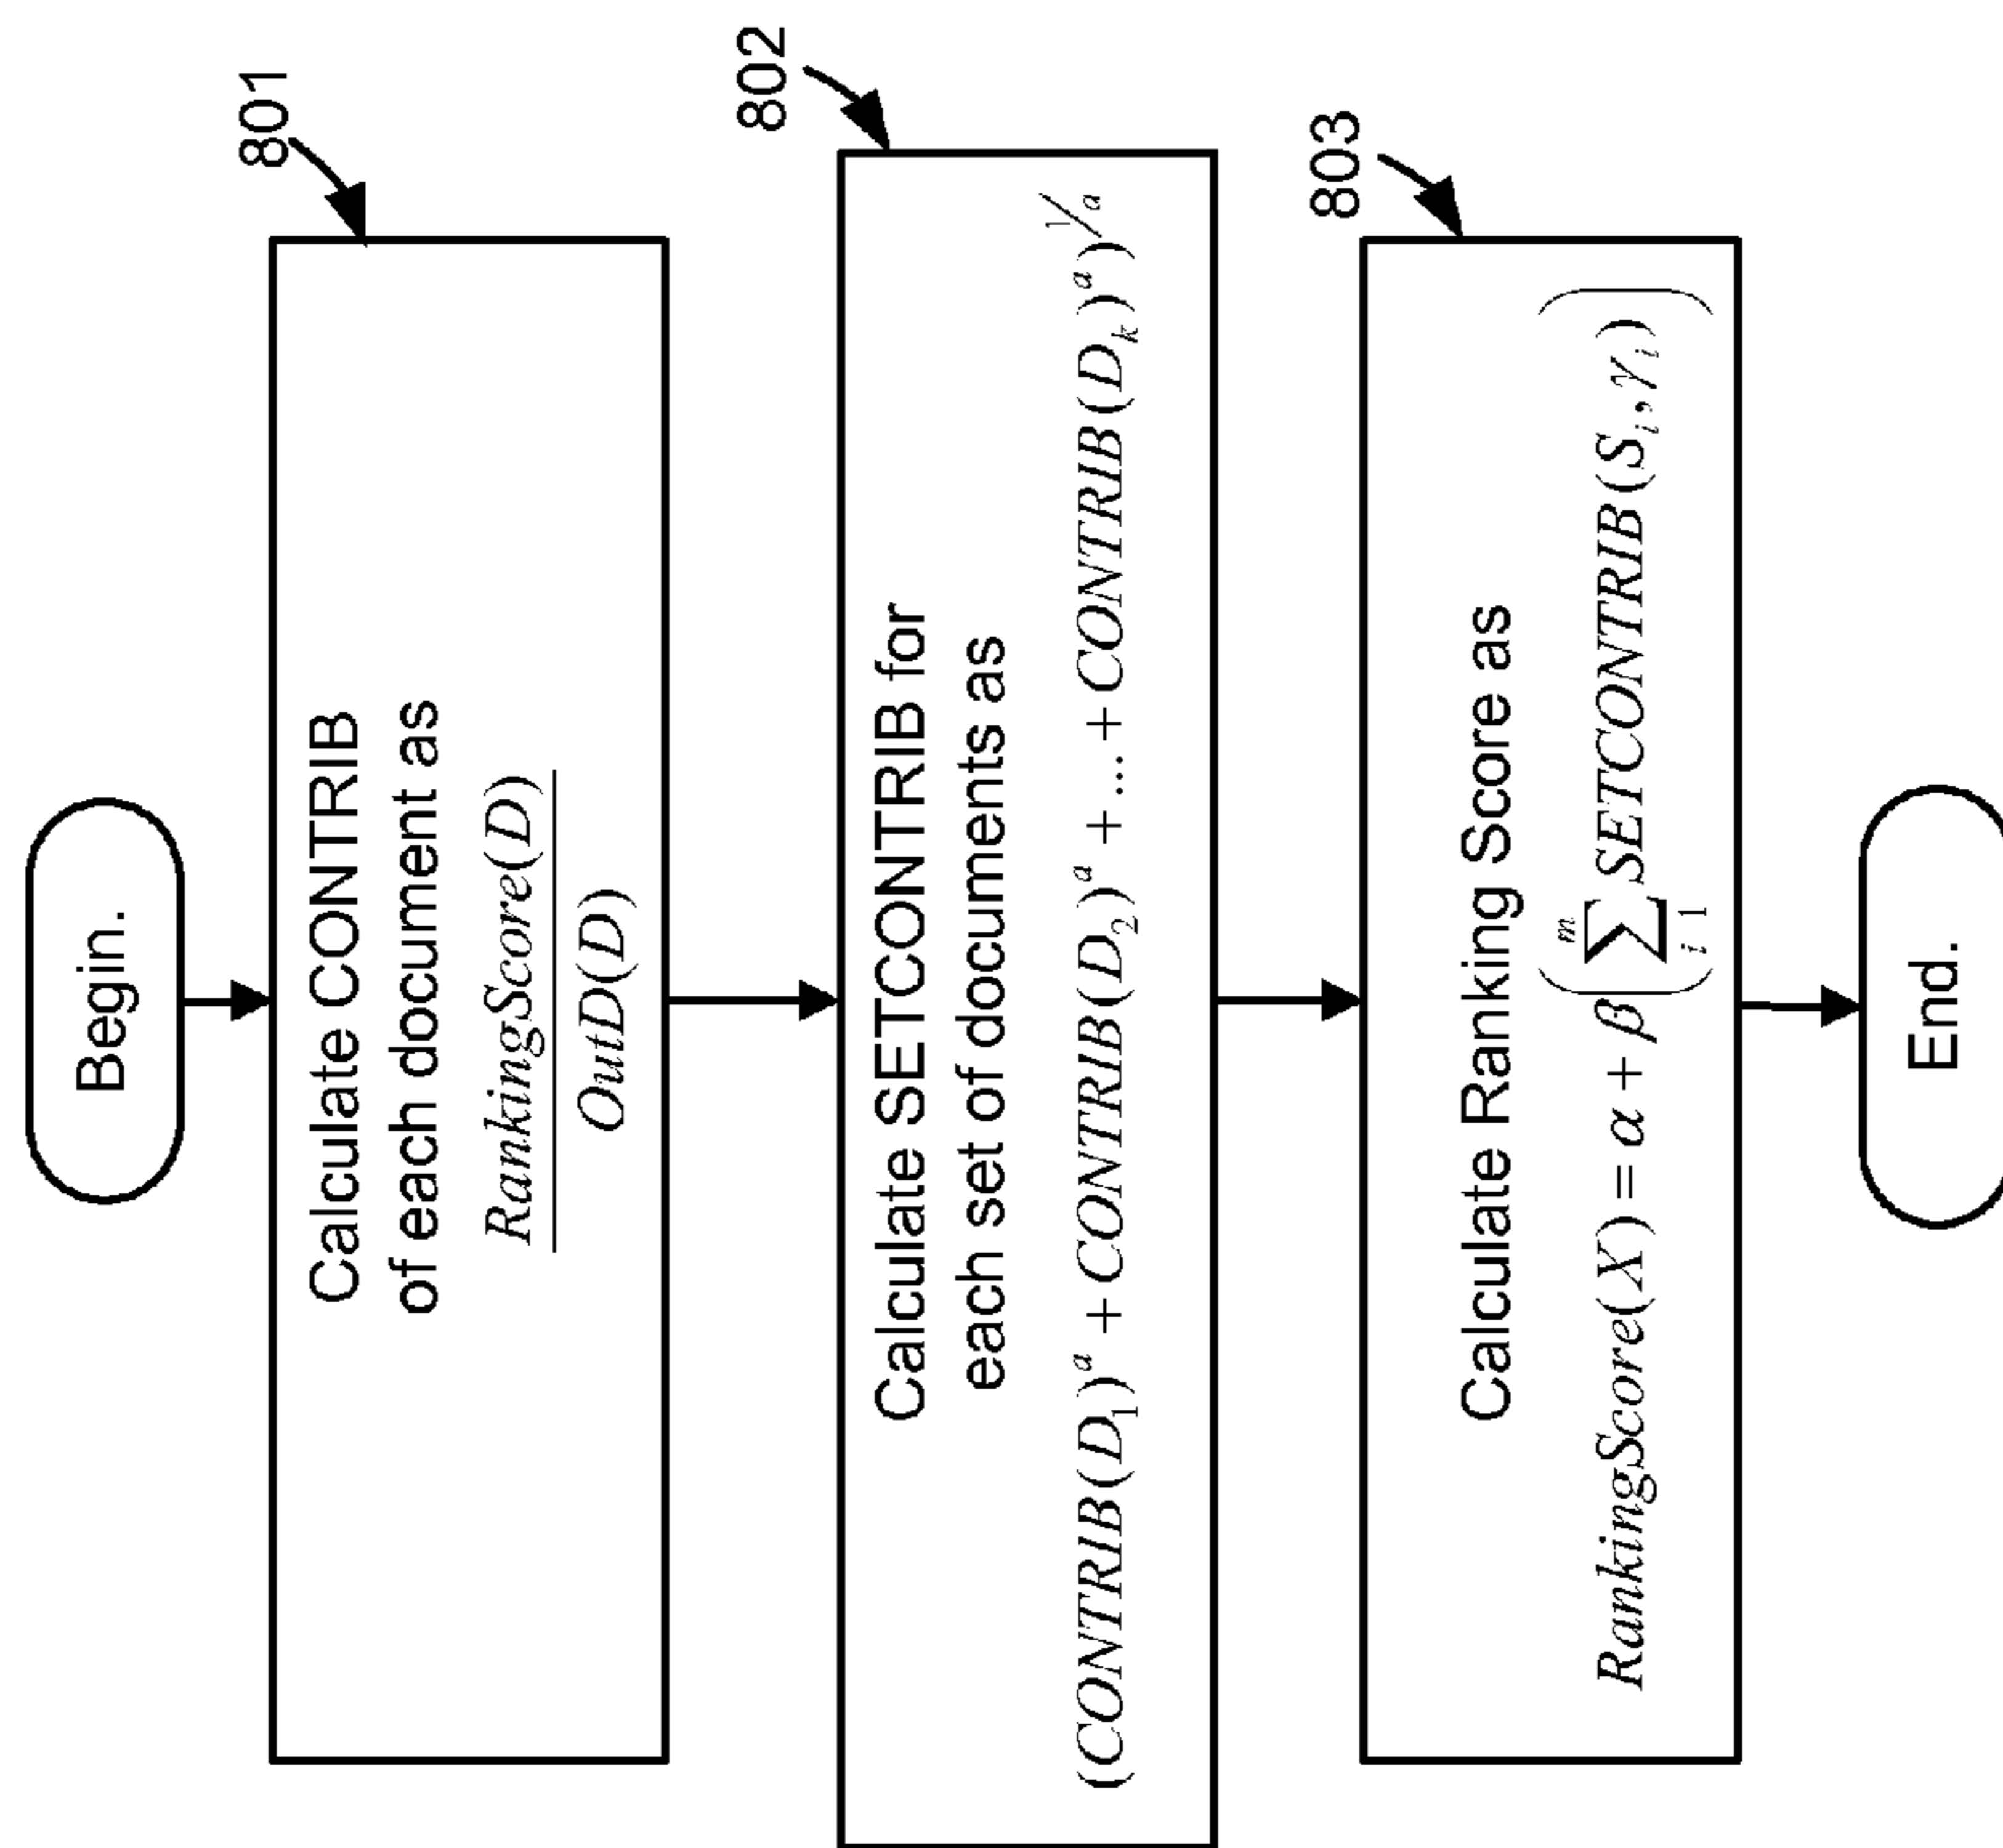 Begin.
801
Calculate CONTRIB
of each document as
RankingScore(D)
OutD(D)
802
Calculate SETCONTRIB for
each set of documents as
(CONTRIB(D₁)ᵃ + CONTRIB(D₂)ᵃ + ... + CONTRIB(Dₖ)ᵃ)^1/a
803
Calculate Ranking Score as
RankingScore(X) = α + β(∑_{i 1}^{m} SETCONTRIB(Sᵢ,γᵢ))
End.